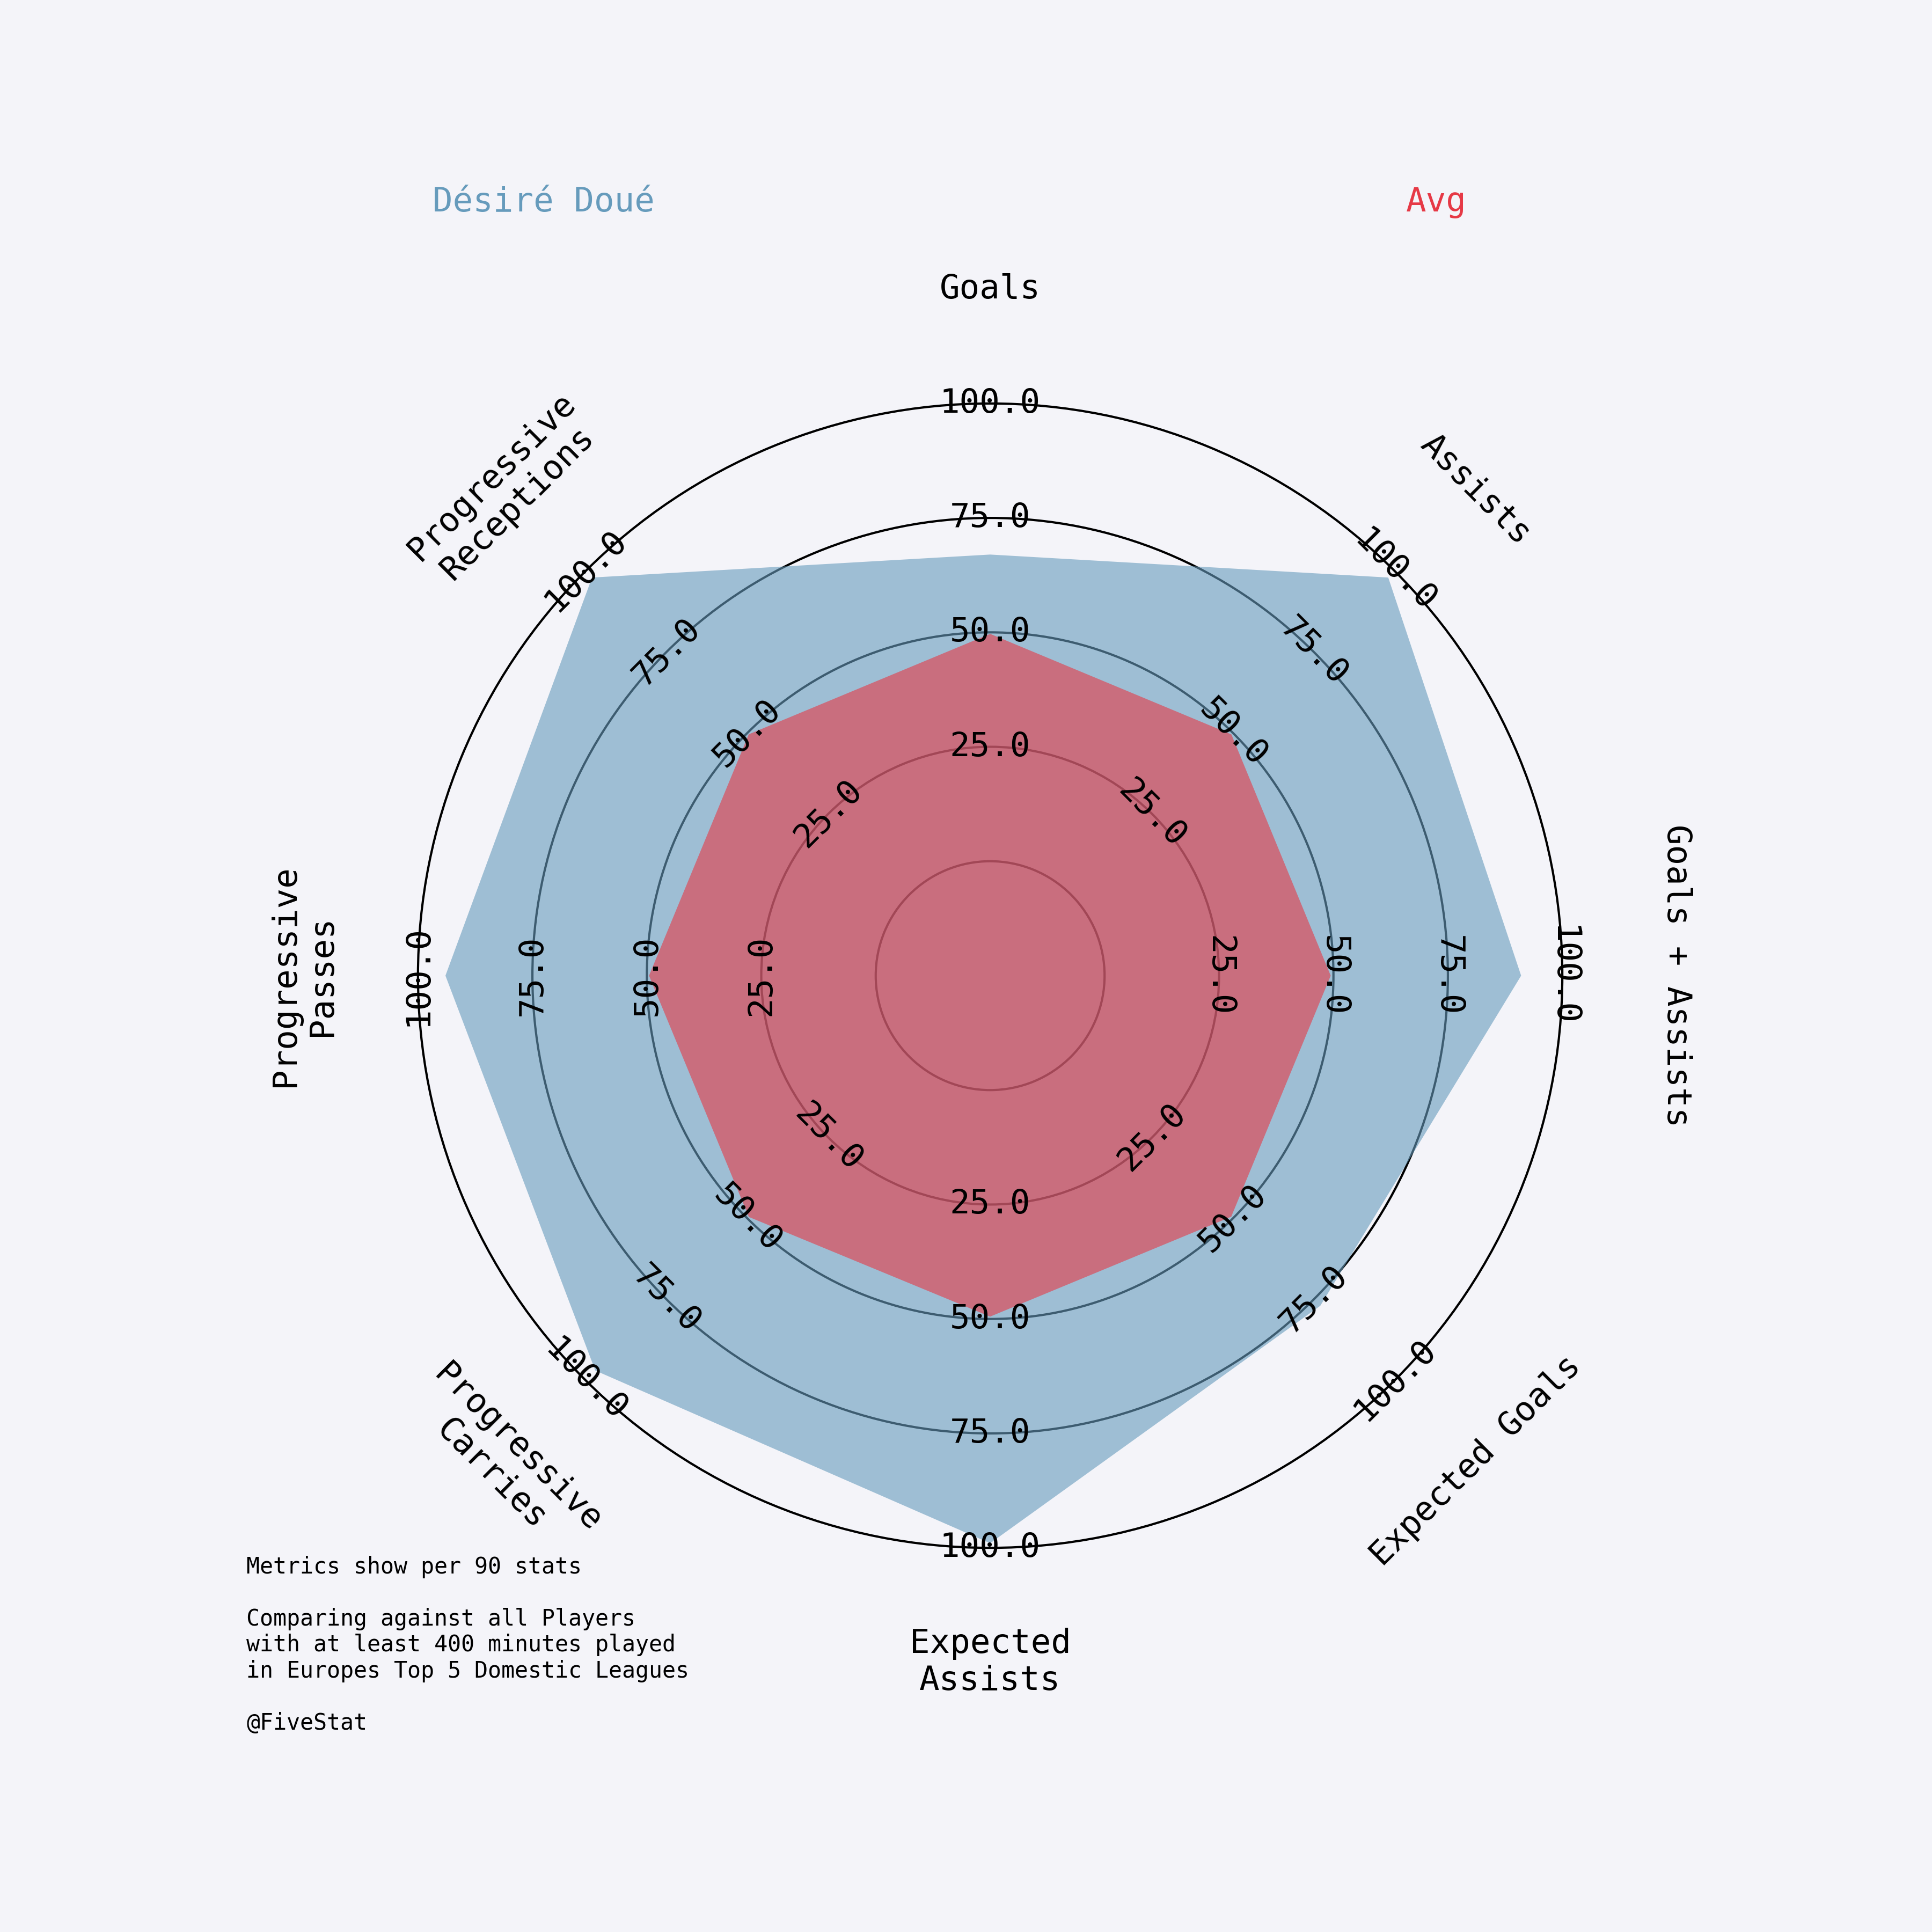 Désiré Doué
Avg
Goals
Assists
Goals + Assists
Expected Goals
Expected
Assists
Progressive
Carries
Progressive
Passes
Progressive
Receptions
25.0
50.0
75.0
100.0
25.0
50.0
75.0
100.0
25.0
50.0
75.0
100.0
25.0
50.0
75.0
100.0
25.0
50.0
75.0
100.0
25.0
50.0
75.0
100.0
25.0
50.0
75.0
100.0
25.0
50.0
75.0
100.0
Metrics show per 90 stats
Comparing against all Players
with at least 400 minutes played
in Europes Top 5 Domestic Leagues
@FiveStat